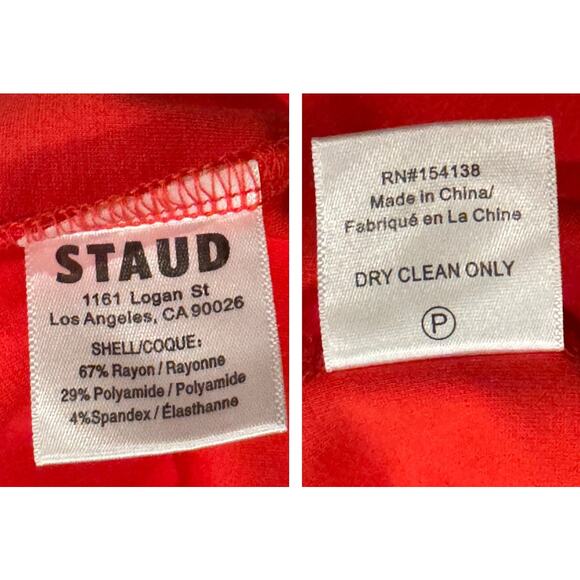 STAUD
1161 Logan St
Los Angeles, CA 90026
SHELL/COQUE:
67% Rayon / Rayonne
29% Polyamide / Polyamide
4%Spandex / Élasthanne
RN#154138
Made in China/
Fabriqué en La Chine
DRY CLEAN ONLY
P